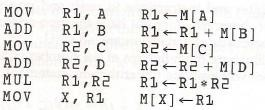 MOV R1, A R1←M[A]
ADD R1, B R1←R1 + M[B]
MOV R2, C R2←M[C]
ADD R2, D R2←R2 + M[D]
MUL R1,R2 R1←R1*R2
MOV X, R1 M[X]←R1